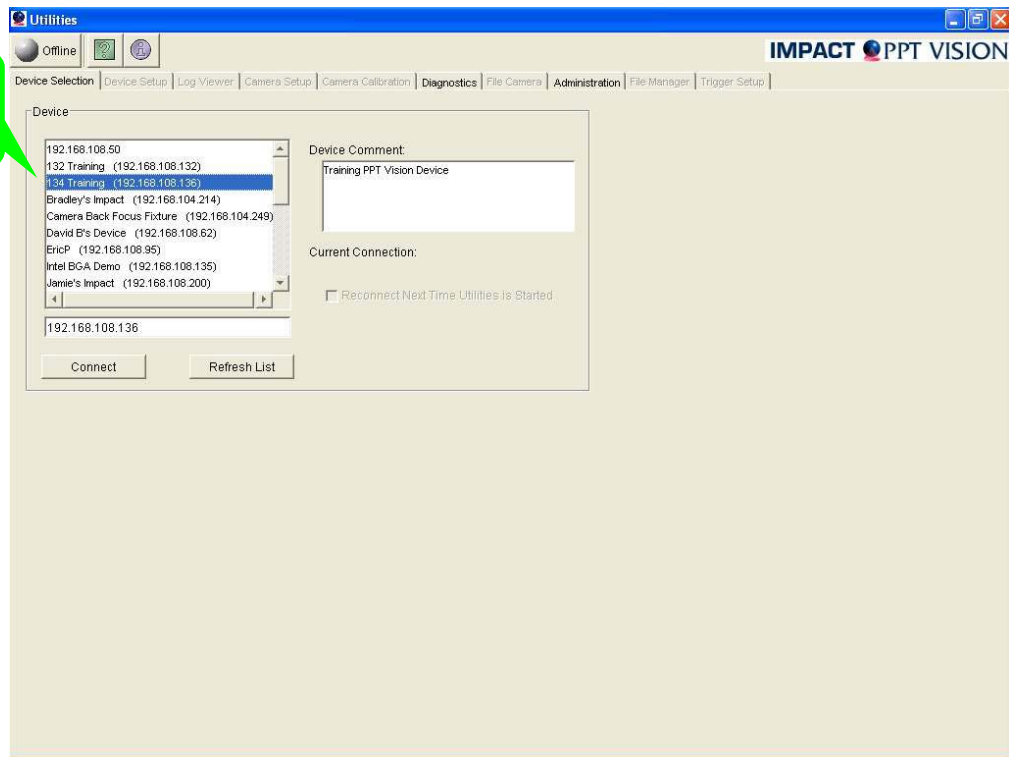 Utilities
Offline
IMPACT PPT VISION
Device Selection Device Setup Log Viewer Camera Setup Camera Calibration Diagnostics File Camera Administration File Manager Trigger Setup
Device
192.168.108.50
132 Training (192.168.108.132)
134 Training (192.168.108.136)
Bradley's Impact (192.168.104.214)
Camera Back Focus Fixture (192.168.104.249)
David B's Device (192.168.108.62)
EricP (192.168.108.95)
Intel BGA Demo (192.168.108.135)
Jamie's Impact (192.168.108.200)
192.168.108.136
Connect Refresh List
Device Comment:
Training PPT Vision Device
Current Connection:
Reconnect Next Time Utilities is Started